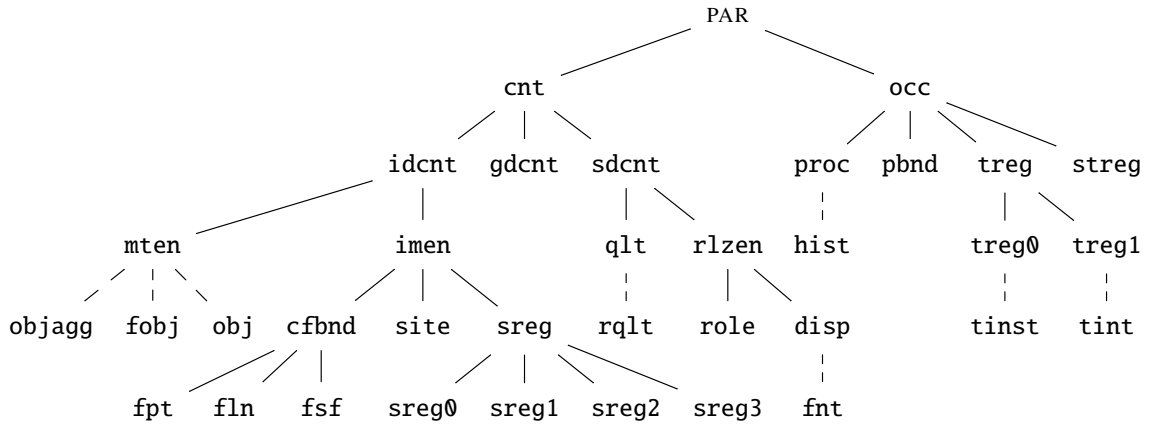 PAR
cnt occ
idcnt gdcnt sdcnt proc pbnd treg streg
mten imen qlt rlzen hist treg0 treg1
objagg fobj obj cfbnd site sreg rqlt role disp tinst tint
fpt fln fsf sreg0 sreg1 sreg2 sreg3 fnt